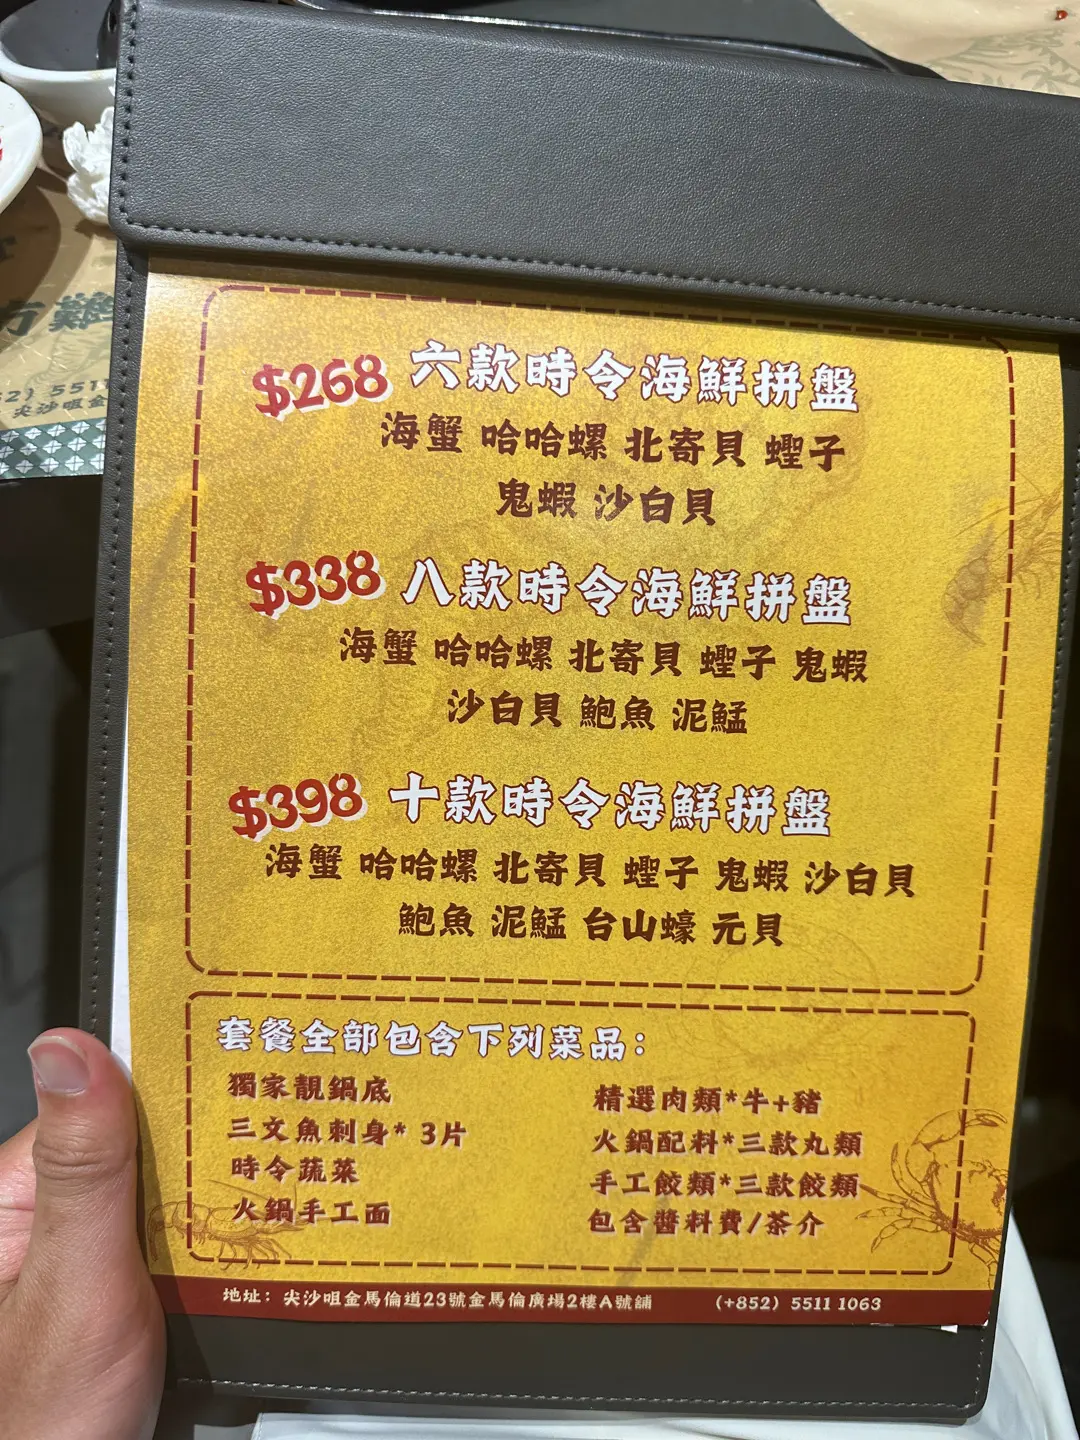 $268 六款時令海鮮拼盤
海蟹 哈哈螺 北寄貝 蟶子
鬼蝦 沙白貝
$338 八款時令海鮮拼盤
海蟹 哈哈螺 北寄貝 蟶子 鬼蝦
沙白貝 鮑魚 泥鯭
$398 十款時令海鮮拼盤
海蟹 哈哈螺 北寄貝 蟶子 鬼蝦 沙白貝
鮑魚 泥鯭 台山蠔 元貝
套餐全部包含下列菜品：
獨家靚鍋底
三文魚刺身* 3片
時令蔬菜
火鍋手工面
精選肉類*牛+豬
火鍋配料*三款丸類
手工餃類*三款餃類
包含醬料費/茶介
地址：尖沙咀金馬倫道23號金馬倫廣場2樓A號舖 (+852) 5511 1063
方雞
2) 5511
尖沙咀金